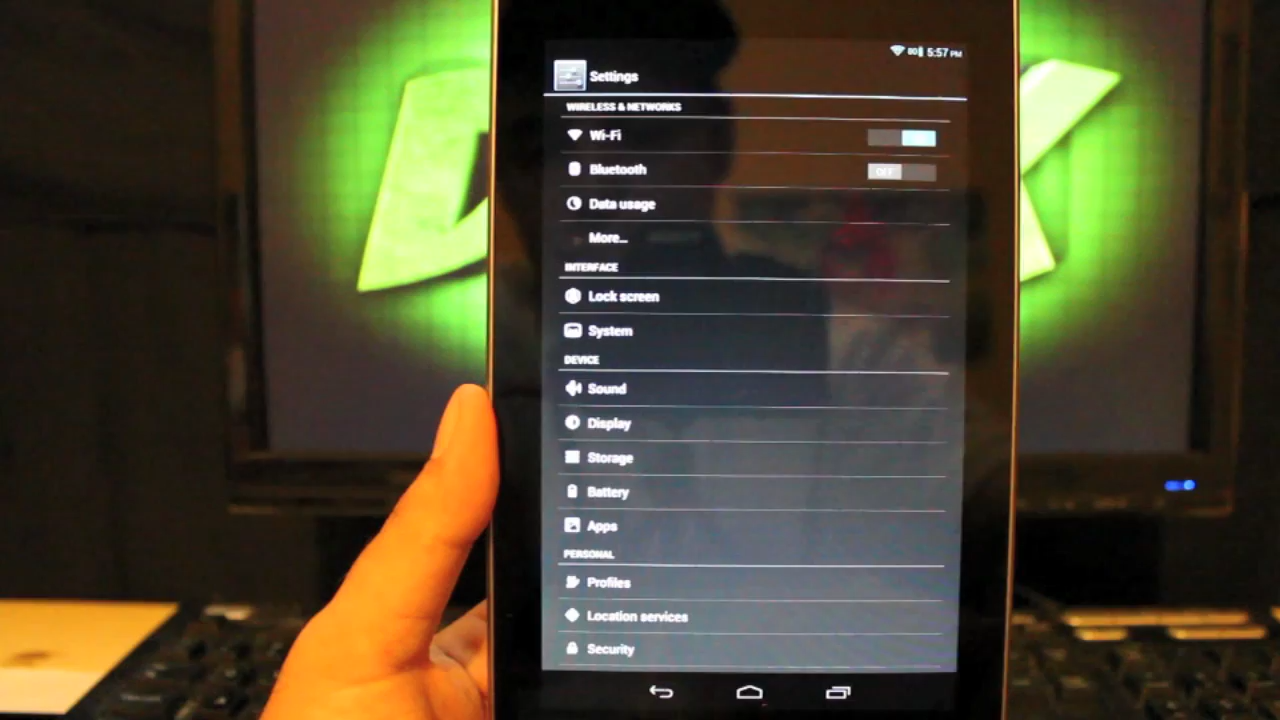 80 5:57 PM
Settings
WIRELESS & NETWORKS
Wi-Fi
Bluetooth
OFF
Data usage
More...
INTERFACE
Lock screen
System
DEVICE
Sound
Display
Storage
Battery
Apps
PERSONAL
Profiles
Location services
Security